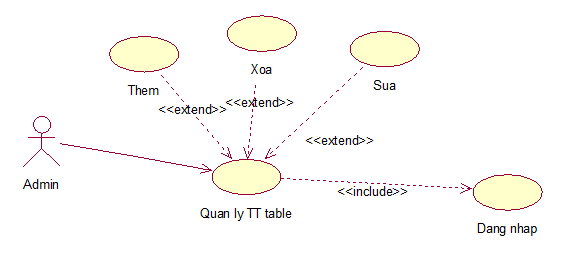 Xoa
Them
Sua
<<extend>>
<<extend>>
<<extend>>
Admin
<<include>>
Quan ly TT table
Dang nhap